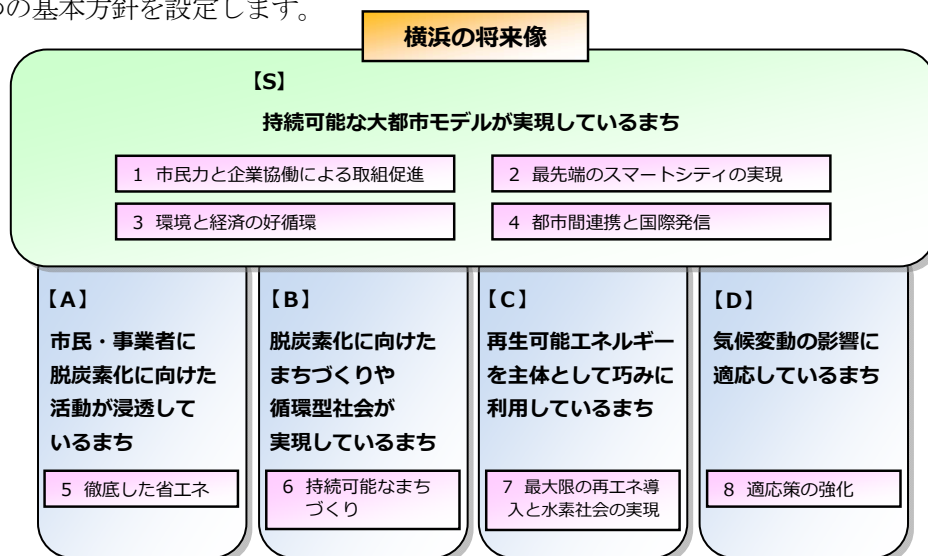 の基本方針を設定します。
横浜の将来像
【S】
持続可能な大都市モデルが実現しているまち
1 市民力と企業協働による取組促進
2 最先端のスマートシティの実現
3 環境と経済の好循環
4 都市間連携と国際発信
【A】
市民・事業者に
脱炭素化に向けた
活動が浸透して
いるまち
5 徹底した省エネ
【B】
脱炭素化に向けた
まちづくりや
循環型社会が
実現しているまち
6 持続可能なまち
づくり
【C】
再生可能エネルギー
を主体として巧みに
利用しているまち
7 最大限の再エネ導
入と水素社会の実現
【D】
気候変動の影響に
適応しているまち
8 適応策の強化